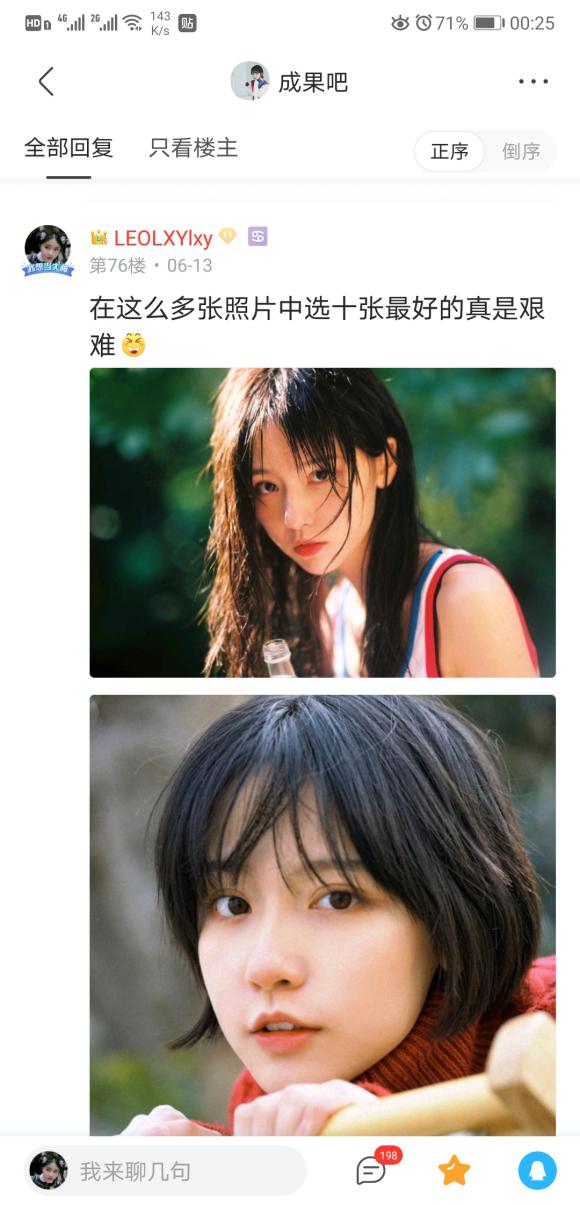 HD 1 4G 2G 143 K/s 贴 71% 00:25
成果吧
全部回复 只看楼主 正序 倒序
LEOLXYlxy 11
第76楼 · 06-13
在这么多张照片中选十张最好的真是艰
难
我来聊几句 198